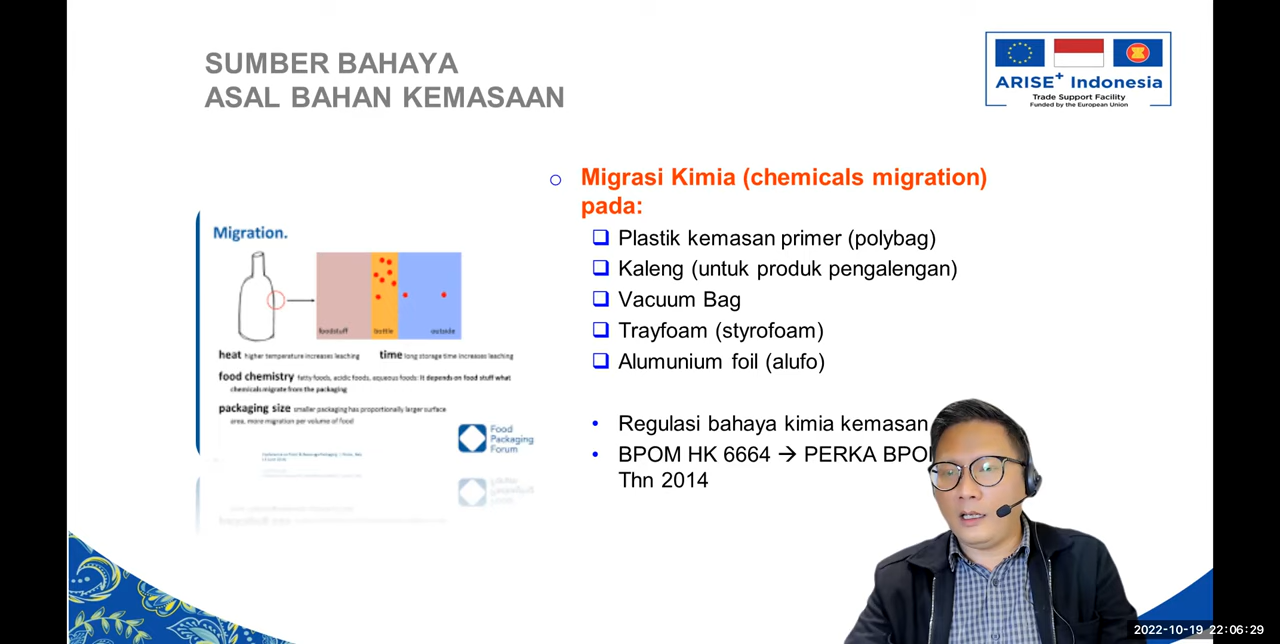 SUMBER BAHAYA
ASAL BAHAN KEMASAAN
ARISE+ Indonesia
Trade Support Facility
Funded by the European Union
Migrasi Kimia (chemicals migration)
pada:
Plastik kemasan primer (polybag)
Kaleng (untuk produk pengalengan)
Vacuum Bag
Trayfoam (styrofoam)
Alumunium foil (alufo)
Regulasi bahaya kimia kemasan
BPOM HK 6664 → PERKA BPOM
Thn 2014
Migration.
foodstuff bottle outside
heat higher temperature increases leaching time long storage time increases leaching
food chemistry fatty foods, acidic foods, aqueous foods: It depends on food stuff what
chemicals migrate from the packaging
packaging size smaller packaging has proportionally larger surface
area, more migration per volume of food
Food
Packaging
Forum
2022-10-19 22:06:29